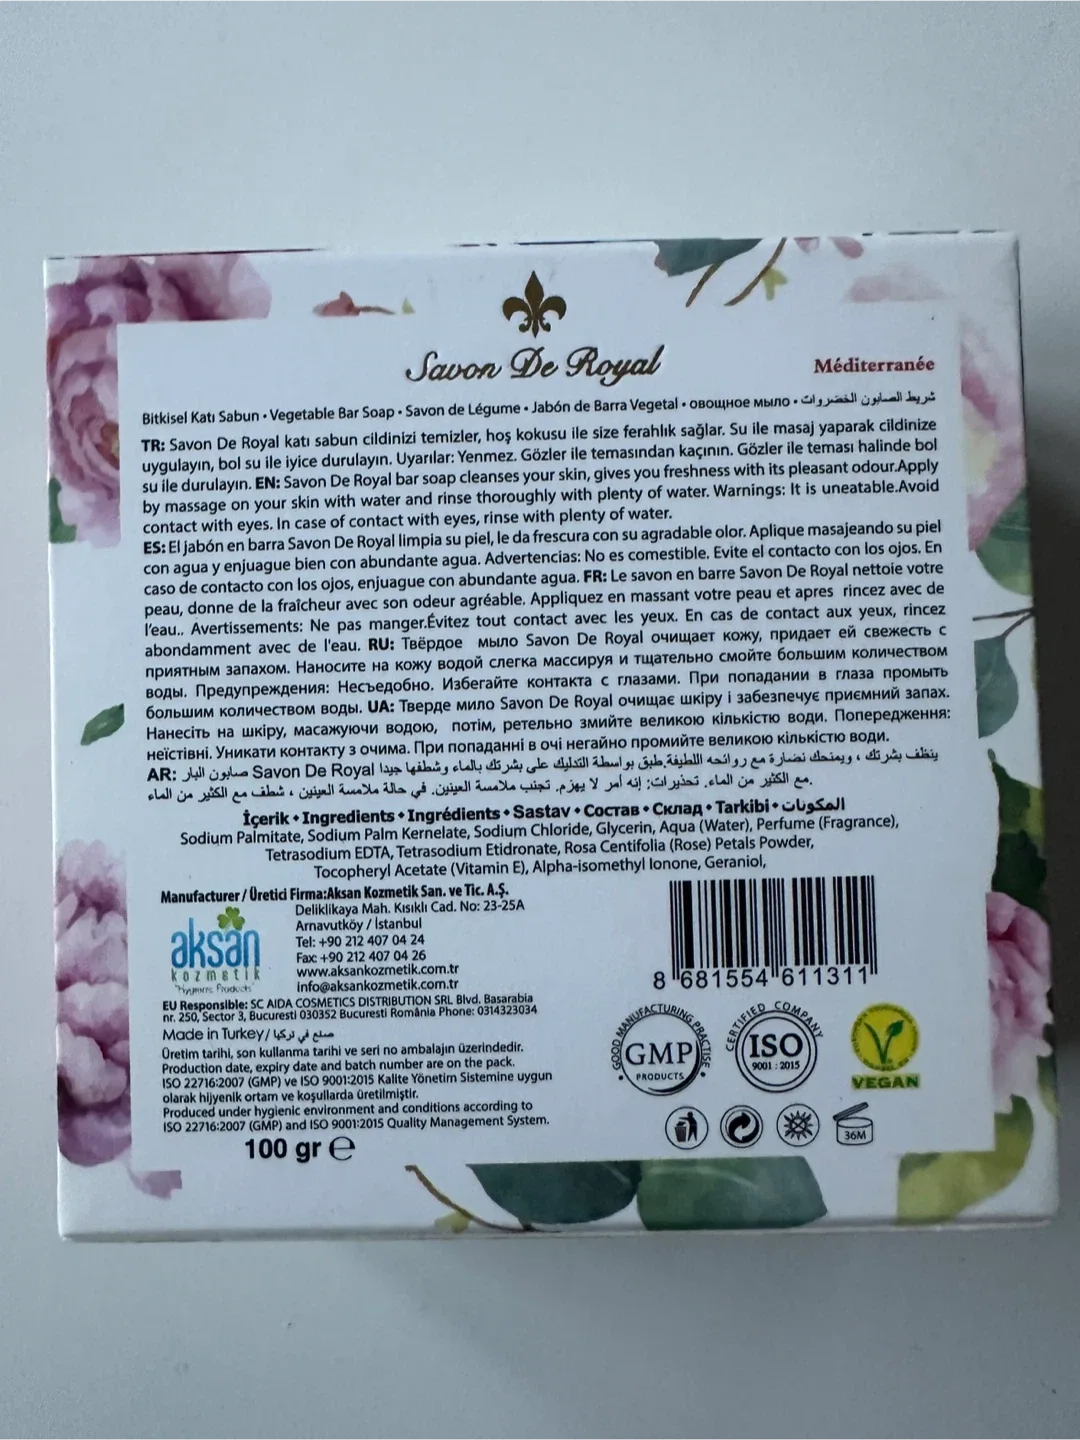 Savon De Royal
Méditerranée
Bitkisel Katı Sabun • Vegetable Bar Soap • Savon de Légume • Jabón de Barra Vegetal • овощное мыло • شريط الصابون الخضروات
TR: Savon De Royal katı sabun cildinizi temizler, hoş kokusu ile size ferahlık sağlar. Su ile masaj yaparak cildinize
uygulayın, bol su ile iyice durulayın. Uyarılar: Yenmez. Gözler ile temasından kaçının. Gözler ile teması halinde bol
su ile durulayın. EN: Savon De Royal bar soap cleanses your skin, gives you freshness with its pleasant odour.Apply
by massage on your skin with water and rinse thoroughly with plenty of water. Warnings: It is uneatable.Avoid
contact with eyes. In case of contact with eyes, rinse with plenty of water.
ES: El jabón en barra Savon De Royal limpia su piel, le da frescura con su agradable olor. Aplique masajeando su piel
con agua y enjuague bien con abundante agua. Advertencias: No es comestible. Evite el contacto con los ojos. En
caso de contacto con los ojos, enjuague con abundante agua. FR: Le savon en barre Savon De Royal nettoie votre
peau, donne de la fraîcheur avec son odeur agréable. Appliquez en massant votre peau et apres rincez avec de
l'eau.. Avertissements: Ne pas manger.Évitez tout contact avec les yeux. En cas de contact aux yeux, rincez
abondamment avec de l'eau. RU: Твёрдое мыло Savon De Royal очищает кожу, придает ей свежесть с
приятным запахом. Наносите на кожу водой слегка массируя и тщательно смойте большим количеством
воды. Предупреждения: Несъедобно. Избегайте контакта с глазами. При попадании в глаза промыть
большим количеством воды. UA: Тверде мило Savon De Royal очищає шкіру і забезпечує приємний запах.
Нанесіть на шкіру, масажуючи водою, потім, ретельно змийте великою кількістю води. Попередження:
неїстівні. Уникати контакту з очима. При попаданні в очі негайно промийте великою кількістю води.
AR: صابون البار Savon De Royal ينظف بشرتك ، ويمنحك نضارة مع روائحه اللطيفة.طبق بواسطة التدليك على بشرتك بالماء وشطفها جيدا
مع الكثير من الماء. تحذيرات: إنه أمر لا يهزم. تجنب ملامسة العينين. في حالة ملامسة العينين ، شطف مع الكثير من الماء.
İçerik • Ingredients • Ingrédients • Sastav • Состав • Склад • Tarkibi • المكونات
Sodium Palmitate, Sodium Palm Kernelate, Sodium Chloride, Glycerin, Aqua (Water), Perfume (Fragrance),
Tetrasodium EDTA, Tetrasodium Etidronate, Rosa Centifolia (Rose) Petals Powder,
Tocopheryl Acetate (Vitamin E), Alpha-isomethyl Ionone, Geraniol,
Manufacturer / Üretici Firma:Aksan Kozmetik San. ve Tic. A.Ş.
Deliklikaya Mah. Kısıklı Cad. No: 23-25A
Arnavutköy / İstanbul
Tel: +90 212 407 04 24
Fax: +90 212 407 04 26
www.aksankozmetik.com.tr
info@aksankozmetik.com.tr
aksan
kozmetik
EU Responsible: SC AIDA COSMETICS DISTRIBUTION SRL Blvd. Basarabia
nr. 250, Sector 3, Bucuresti 030352 Bucuresti România Phone: 0314323034
Made in Turkey/ صنع في تركيا
Üretim tarihi, son kullanma tarihi ve seri no ambalajın üzerindedir.
Production date, expiry date and batch number are on the pack.
ISO 22716:2007 (GMP) ve ISO 9001:2015 Kalite Yönetim Sistemine uygun
olarak hijyenik ortam ve koşullarda üretilmiştir.
Produced under hygienic environment and conditions according to
ISO 22716:2007 (GMP) and ISO 9001:2015 Quality Management System.
100 gr ℮
8 681554 611311
GOOD MANUFACTURING PRACTISE
GMP
PRODUCTS
CERTIFIED COMPANY
ISO
9001 : 2015
VEGAN
36M